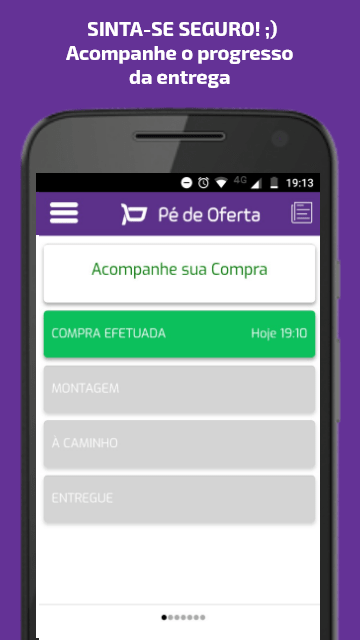 SINTA-SE SEGURO! ;)
Acompanhe o progresso
da entrega
4G 19:13
Pé de Oferta
Acompanhe sua Compra
COMPRA EFETUADA Hoje 19:10
MONTAGEM
À CAMINHO
ENTREGUE